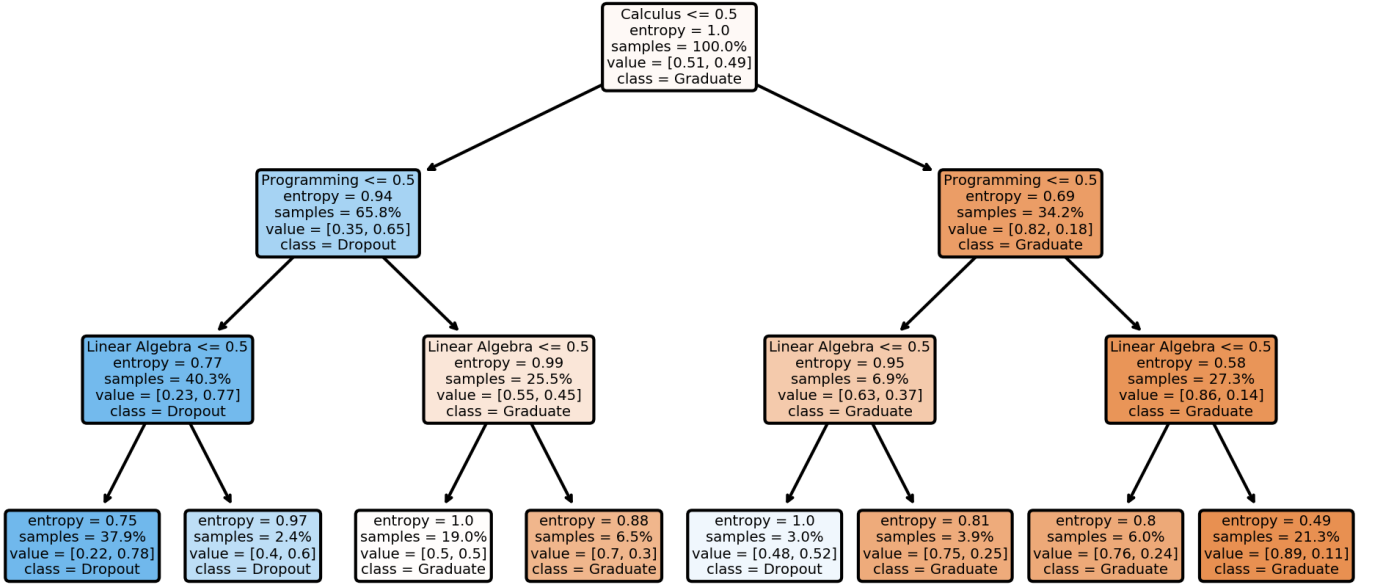 Calculus <= 0.5
entropy = 1.0
samples = 100.0%
value = [0.51, 0.49]
class = Graduate
Programming <= 0.5
entropy = 0.94
samples = 65.8%
value = [0.35, 0.65]
class = Dropout
Programming <= 0.5
entropy = 0.69
samples = 34.2%
value = [0.82, 0.18]
class = Graduate
Linear Algebra <= 0.5
entropy = 0.77
samples = 40.3%
value = [0.23, 0.77]
class = Dropout
Linear Algebra <= 0.5
entropy = 0.99
samples = 25.5%
value = [0.55, 0.45]
class = Graduate
Linear Algebra <= 0.5
entropy = 0.95
samples = 6.9%
value = [0.63, 0.37]
class = Graduate
Linear Algebra <= 0.5
entropy = 0.58
samples = 27.3%
value = [0.86, 0.14]
class = Graduate
entropy = 0.75
samples = 37.9%
value = [0.22, 0.78]
class = Dropout
entropy = 0.97
samples = 2.4%
value = [0.4, 0.6]
class = Dropout
entropy = 1.0
samples = 19.0%
value = [0.5, 0.5]
class = Graduate
entropy = 0.88
samples = 6.5%
value = [0.7, 0.3]
class = Graduate
entropy = 1.0
samples = 3.0%
value = [0.48, 0.52]
class = Dropout
entropy = 0.81
samples = 3.9%
value = [0.75, 0.25]
class = Graduate
entropy = 0.8
samples = 6.0%
value = [0.76, 0.24]
class = Graduate
entropy = 0.49
samples = 21.3%
value = [0.89, 0.11]
class = Graduate